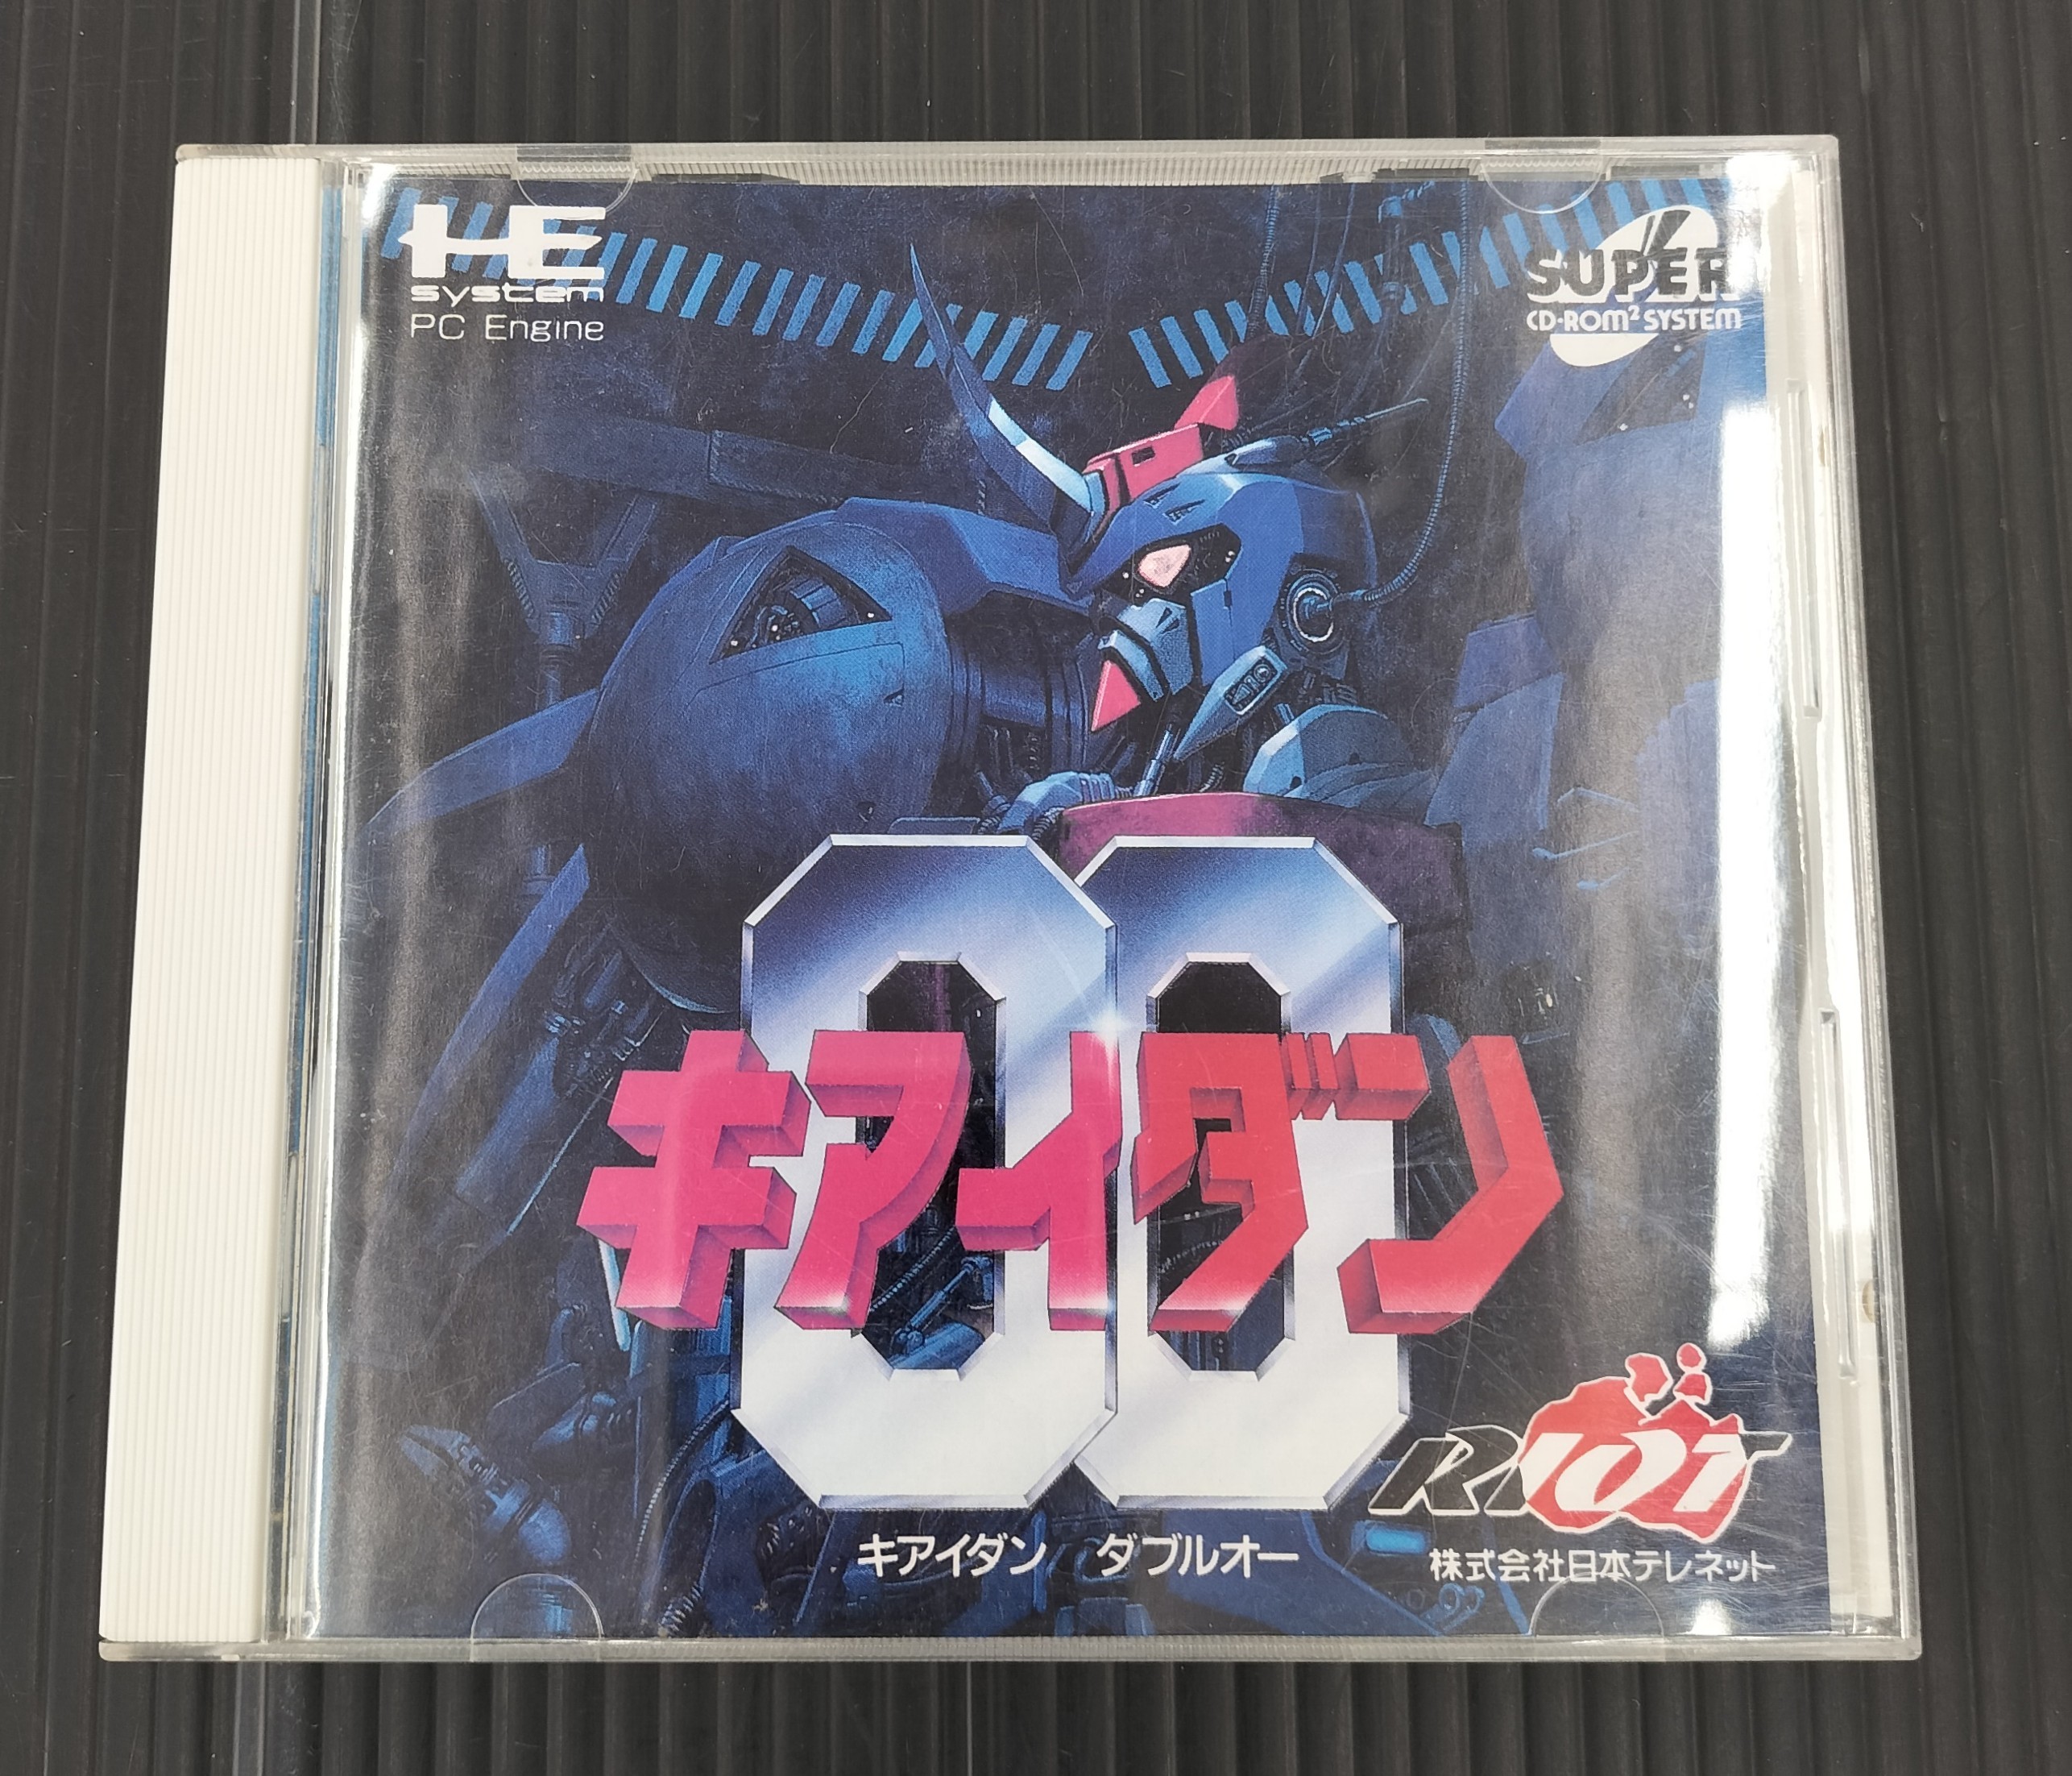 HE
system
PC Engine
SUPER
CD-ROM² SYSTEM
00
キアイダン
RIOT
キアイダン ダブルオー
株式会社日本テレネット